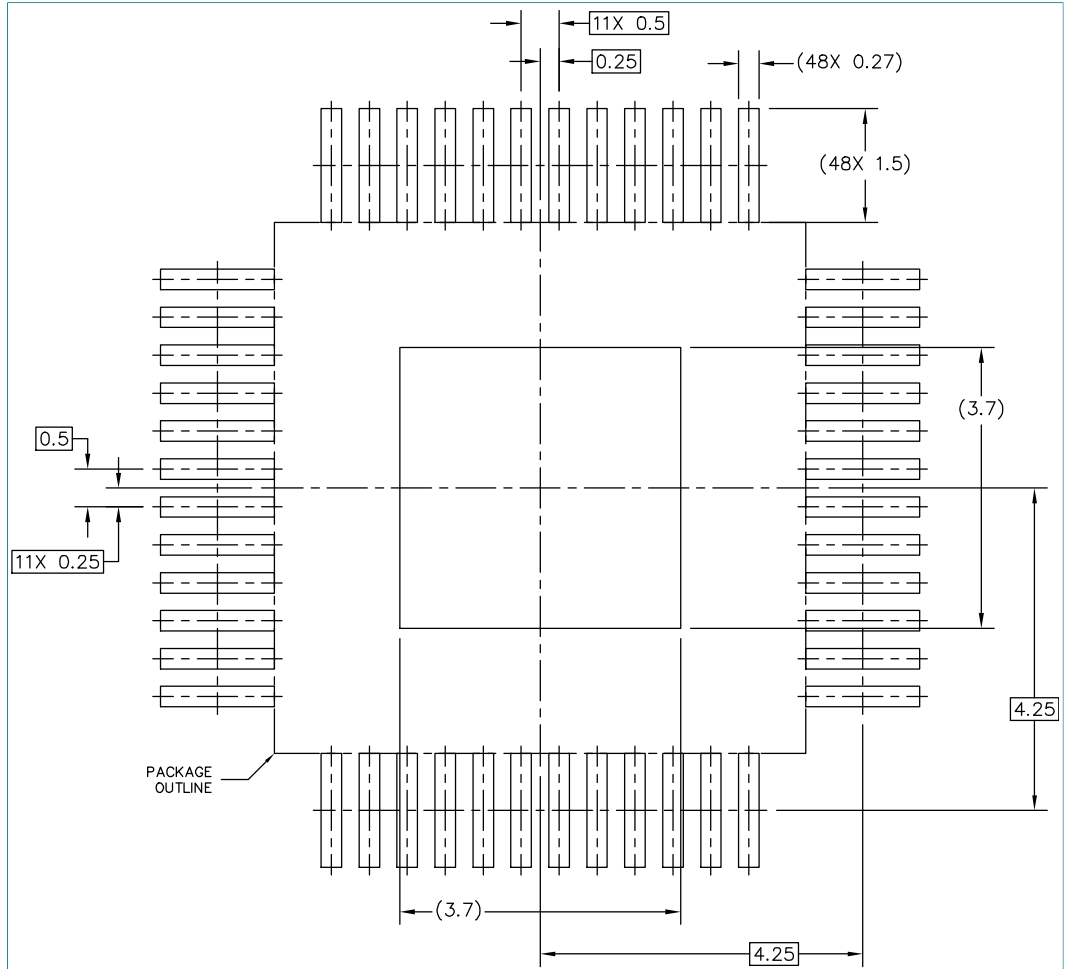 11X 0.5
0.25
(48X 0.27)
(48X 1.5)
(3.7)
0.5
11X 0.25
4.25
PACKAGE
OUTLINE
(3.7)
4.25